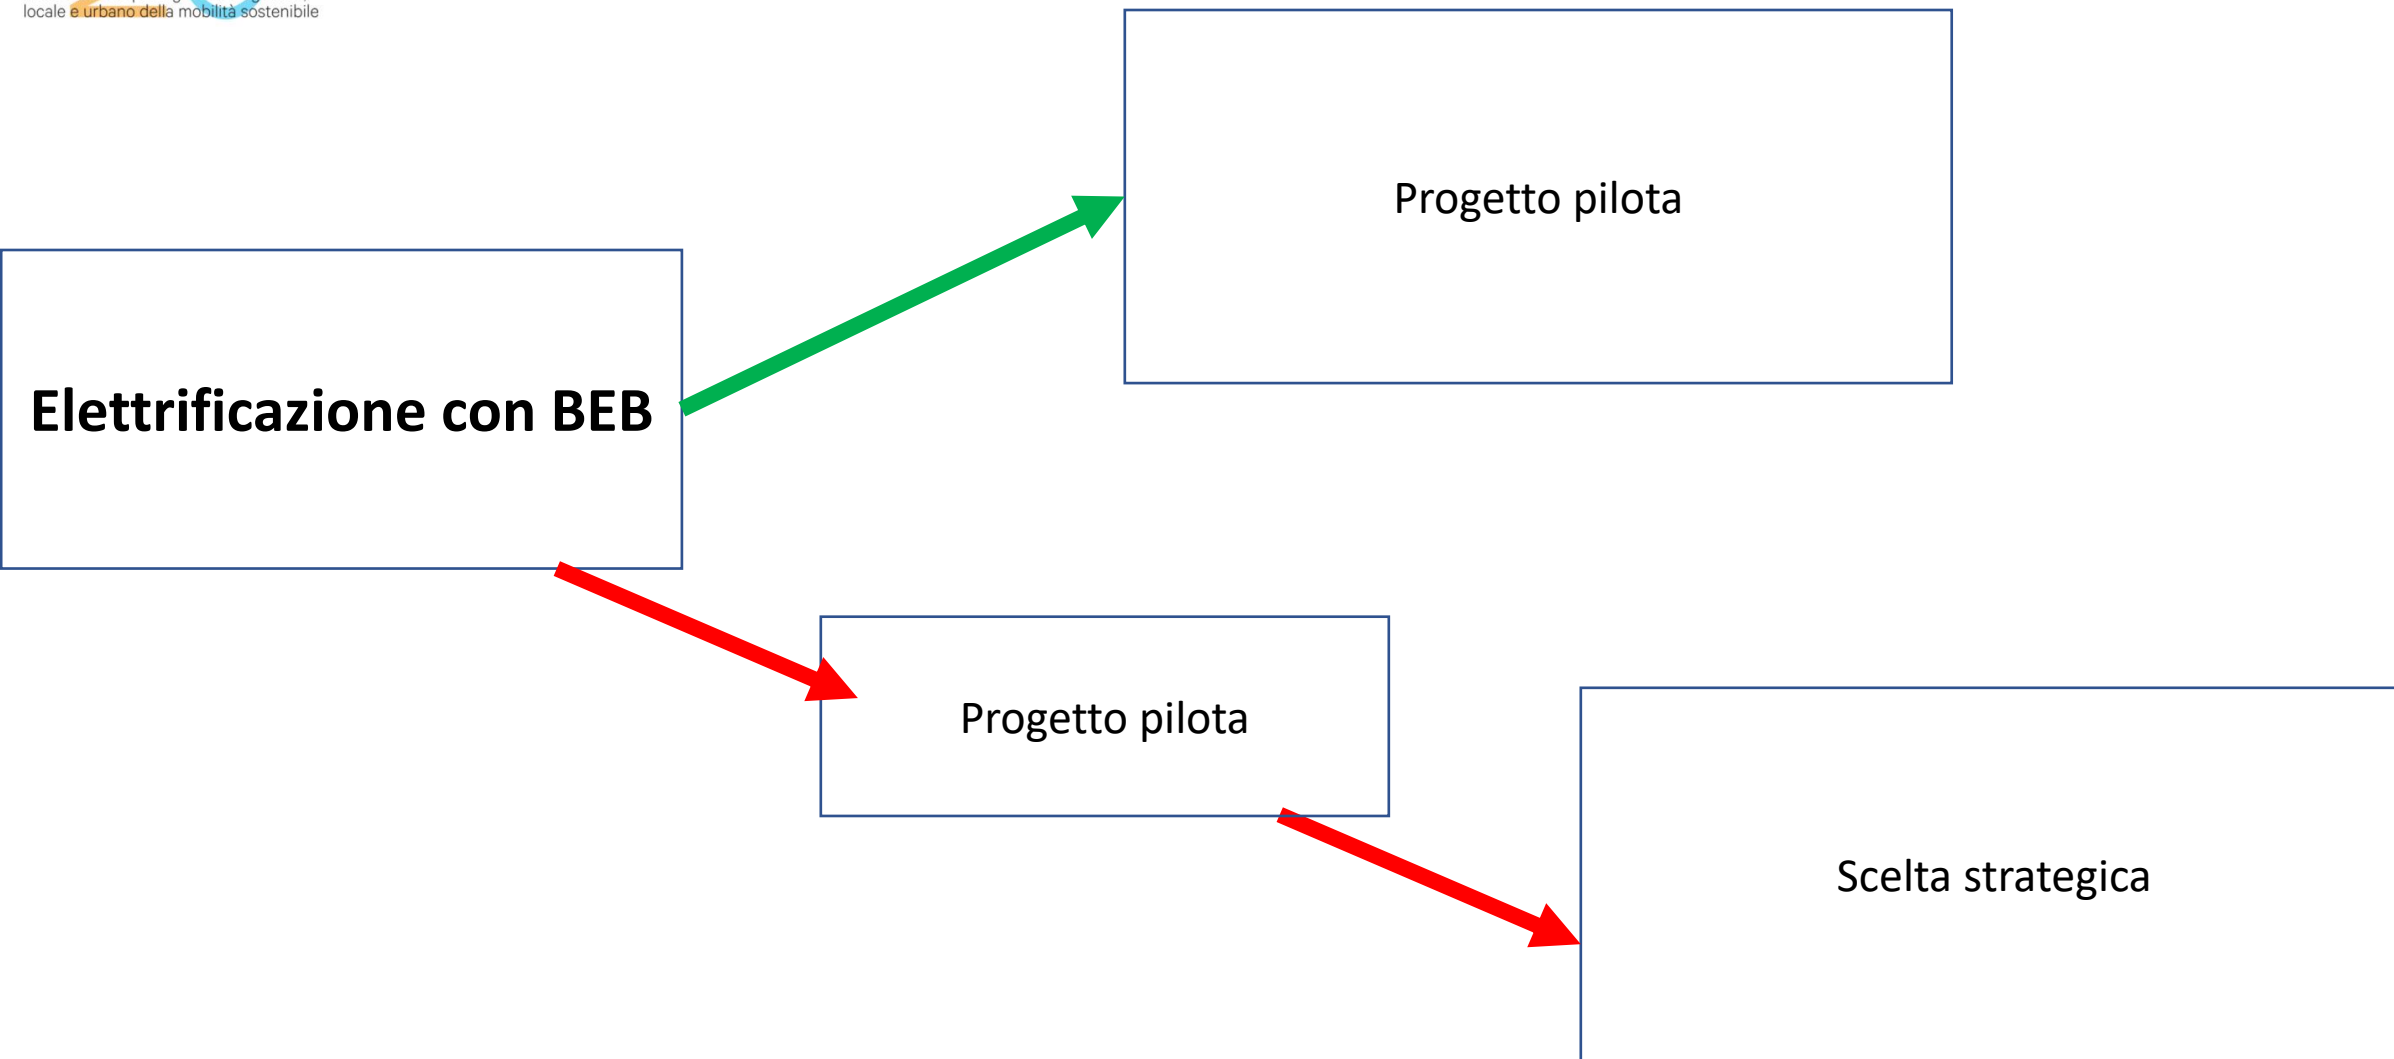 locale e urbano della mobilità sostenibile
Progetto pilota
Elettrificazione con BEB
Progetto pilota
Scelta strategica